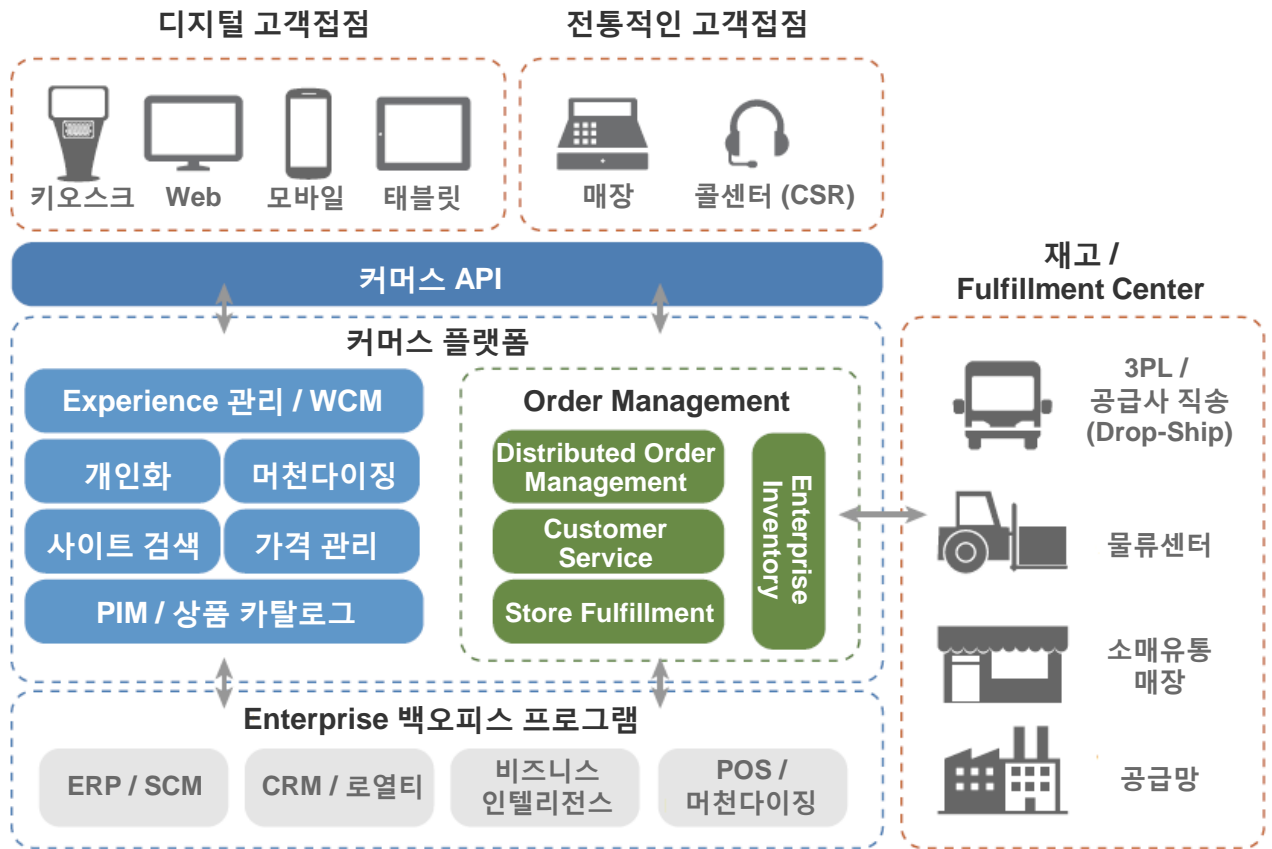 디지털 고객접점
전통적인 고객접점
키오스크
Web
모바일
태블릿
매장
콜센터 (CSR)
커머스 API
커머스 플랫폼
Experience 관리 / WCM
개인화
머천다이징
사이트 검색
가격 관리
PIM / 상품 카탈로그
Order Management
Distributed Order
Management
Customer
Service
Store Fulfillment
Enterprise
Inventory
Enterprise 백오피스 프로그램
ERP / SCM
CRM / 로열티
비즈니스
인텔리전스
POS /
머천다이징
재고 /
Fulfillment Center
3PL /
공급사 직송
(Drop-Ship)
물류센터
소매유통
매장
공급망